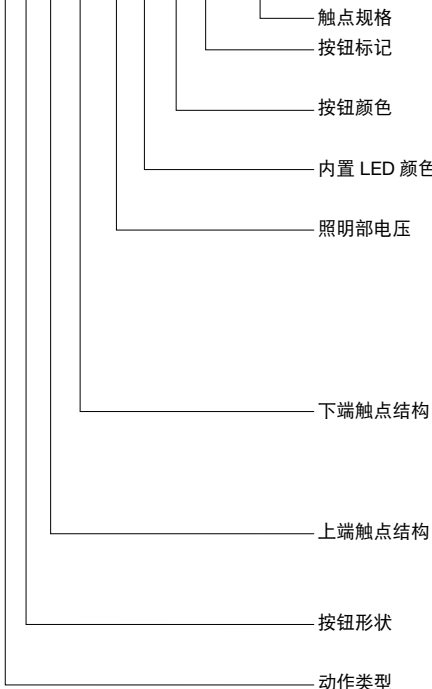 触点规格
按钮标记
按钮颜色
内置 LED 颜色
照明部电压
下端触点结构
上端触点结构
按钮形状
动作类型